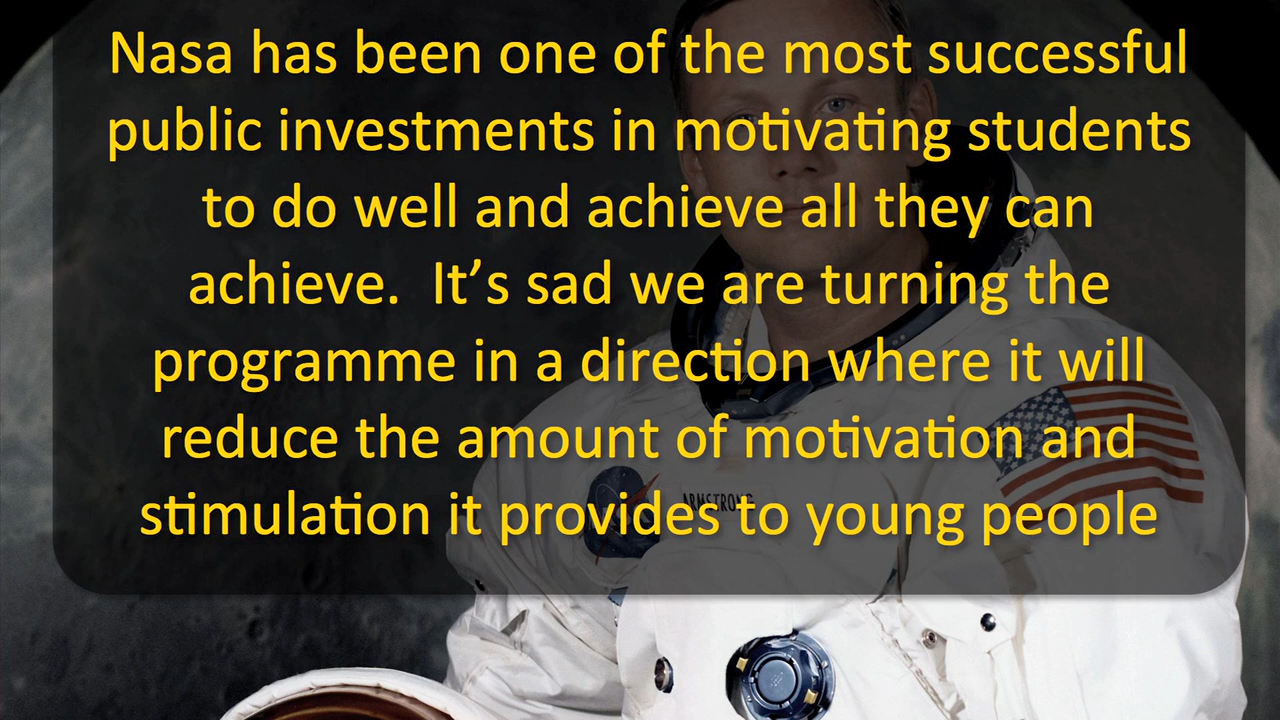 Nasa has been one of the most successful
public investments in motivating students
to do well and achieve all they can
achieve.  It’s sad we are turning the
programme in a direction where it will
reduce the amount of motivation and
stimulation it provides to young people
ARMSTRONG